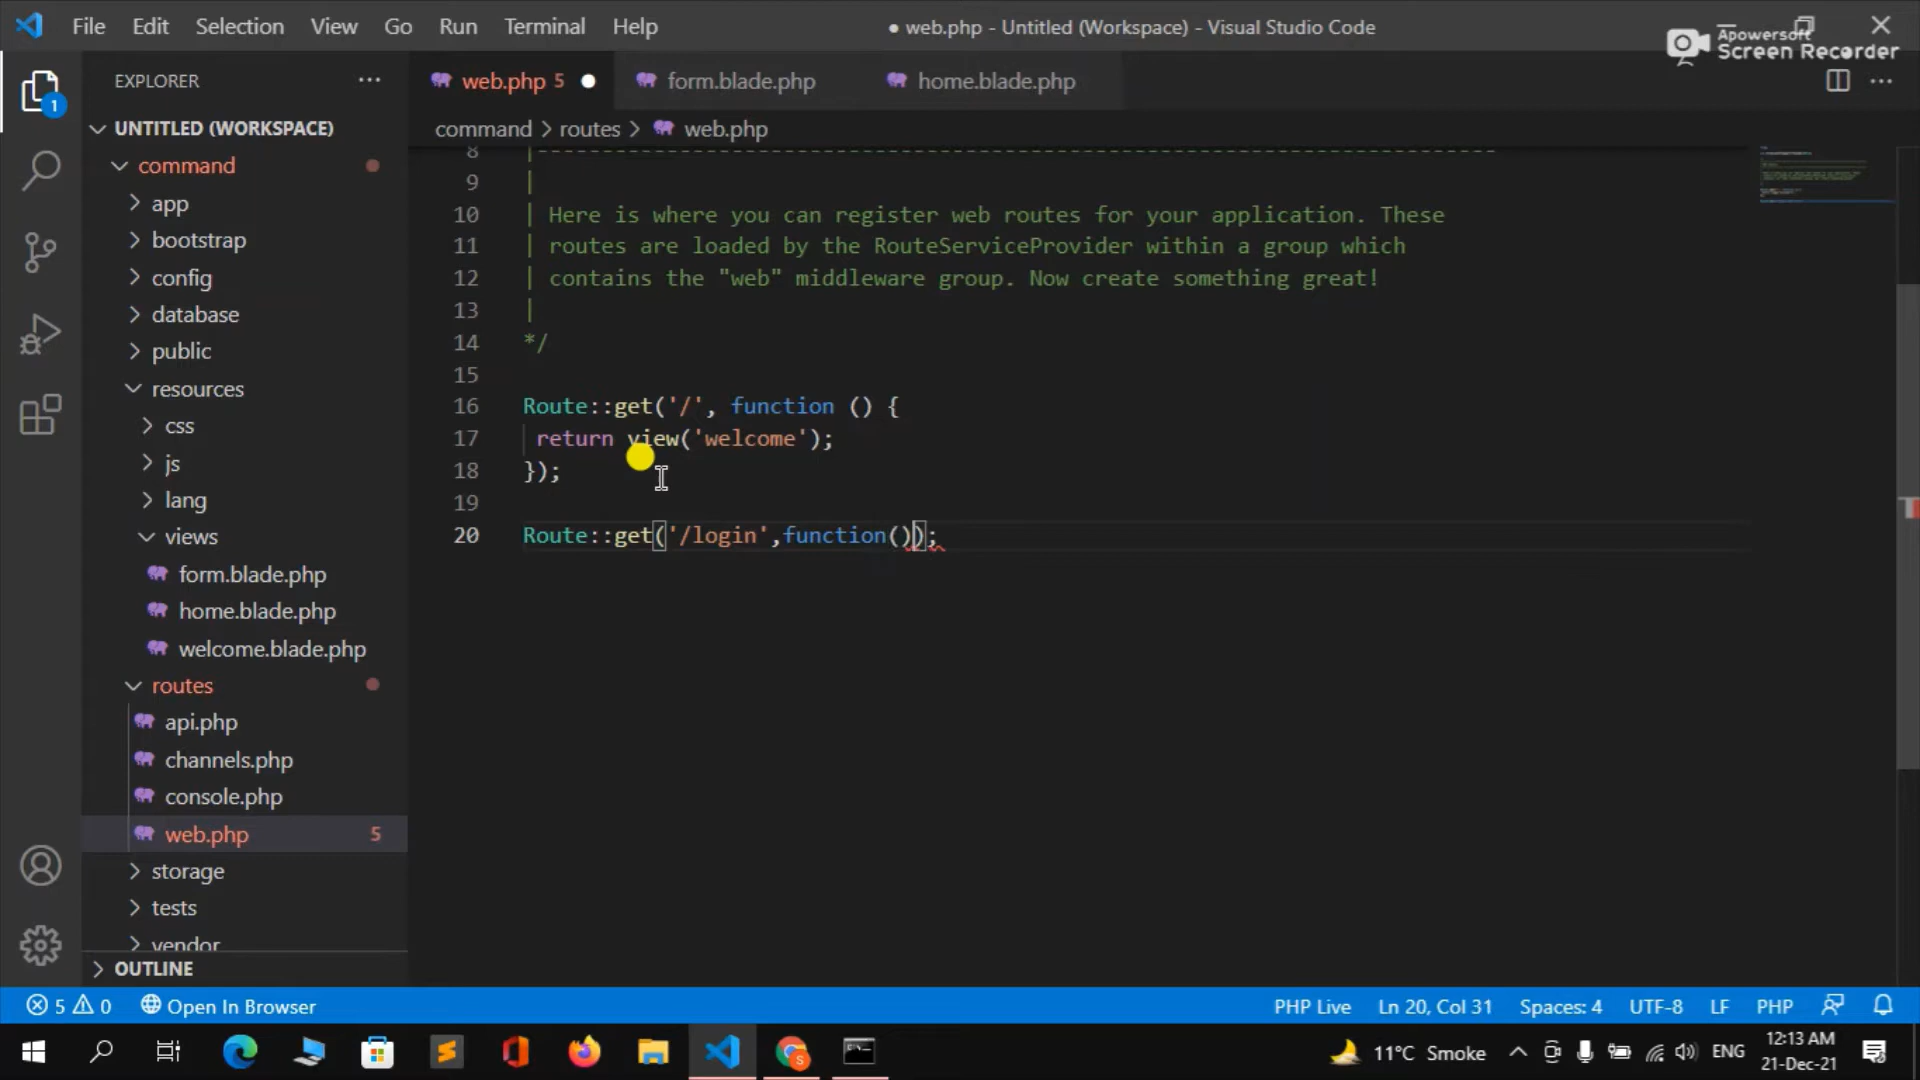 File Edit Selection View Go Run Terminal Help
● web.php - Untitled (Workspace) - Visual Studio Code
Apowersoft
Screen Recorder
EXPLORER
web.php 5
form.blade.php
home.blade.php
1
UNTITLED (WORKSPACE)
command > routes > web.php
command
app
bootstrap
config
database
public
resources
css
js
lang
views
form.blade.php
home.blade.php
welcome.blade.php
routes
api.php
channels.php
console.php
web.php 5
storage
tests
vendor
OUTLINE
8 |--------------------------------------------------------------------------
9 |
10 | Here is where you can register web routes for your application. These
11 | routes are loaded by the RouteServiceProvider within a group which
12 | contains the "web" middleware group. Now create something great!
13 |
14 */
15
16 Route::get('/', function () {
17 return view('welcome');
18 });
19
20 Route::get('/login',function());
5 0 Open In Browser
PHP Live Ln 20, Col 31 Spaces: 4 UTF-8 LF PHP
11°C Smoke
ENG
12:13 AM
21-Dec-21